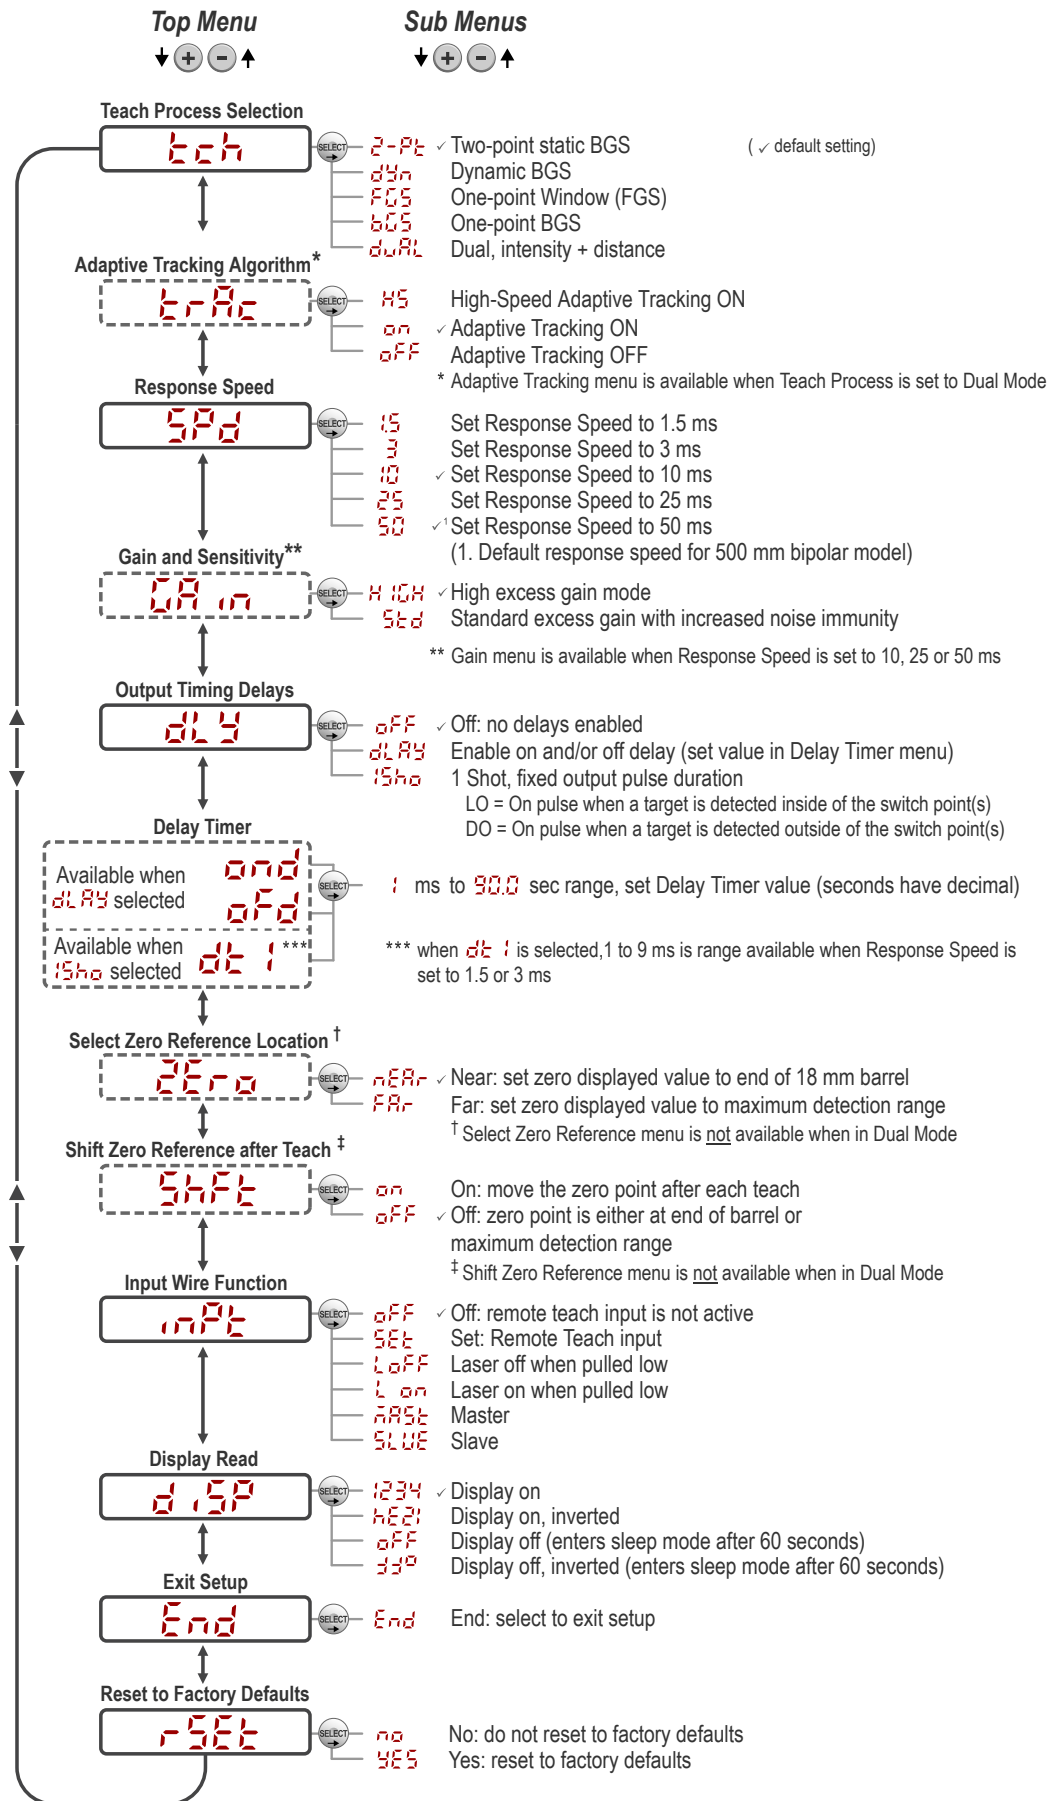 Top Menu Sub Menus
+ - + -
Teach Process Selection
tch SELECT 2-Pt ✓ Two-point static BGS ( ✓ default setting)
dYn Dynamic BGS
FGS One-point Window (FGS)
bGS One-point BGS
duAL Dual, intensity + distance
Adaptive Tracking Algorithm*
trAc SELECT HS High-Speed Adaptive Tracking ON
on ✓ Adaptive Tracking ON
oFF Adaptive Tracking OFF
* Adaptive Tracking menu is available when Teach Process is set to Dual Mode
Response Speed
SPd SELECT 1.5 Set Response Speed to 1.5 ms
3 Set Response Speed to 3 ms
10 ✓ Set Response Speed to 10 ms
25 Set Response Speed to 25 ms
50 ✓¹ Set Response Speed to 50 ms
(1. Default response speed for 500 mm bipolar model)
Gain and Sensitivity**
GAin SELECT HIGH ✓ High excess gain mode
Std Standard excess gain with increased noise immunity
** Gain menu is available when Response Speed is set to 10, 25 or 50 ms
Output Timing Delays
dLY SELECT oFF ✓ Off: no delays enabled
dLAY Enable on and/or off delay (set value in Delay Timer menu)
1Sho 1 Shot, fixed output pulse duration
LO = On pulse when a target is detected inside of the switch point(s)
DO = On pulse when a target is detected outside of the switch point(s)
Delay Timer
Available when dLAY selected ond oFd SELECT 1 ms to 90.0 sec range, set Delay Timer value (seconds have decimal)
Available when 1Sho selected dt1 ***
*** when dt1 is selected,1 to 9 ms is range available when Response Speed is
set to 1.5 or 3 ms
Select Zero Reference Location †
ZEro SELECT nEAr ✓ Near: set zero displayed value to end of 18 mm barrel
FAr Far: set zero displayed value to maximum detection range
† Select Zero Reference menu is not available when in Dual Mode
Shift Zero Reference after Teach ‡
ShFt SELECT on On: move the zero point after each teach
oFF ✓ Off: zero point is either at end of barrel or
maximum detection range
‡ Shift Zero Reference menu is not available when in Dual Mode
Input Wire Function
inPt SELECT oFF ✓ Off: remote teach input is not active
SEt Set: Remote Teach input
LoFF Laser off when pulled low
L on Laser on when pulled low
mASt Master
SLVE Slave
Display Read
diSP SELECT 1234 ✓ Display on
hEZI Display on, inverted
oFF Display off (enters sleep mode after 60 seconds)
Display off, inverted (enters sleep mode after 60 seconds)
Exit Setup
End SELECT End End: select to exit setup
Reset to Factory Defaults
rSEt SELECT no No: do not reset to factory defaults
YES Yes: reset to factory defaults